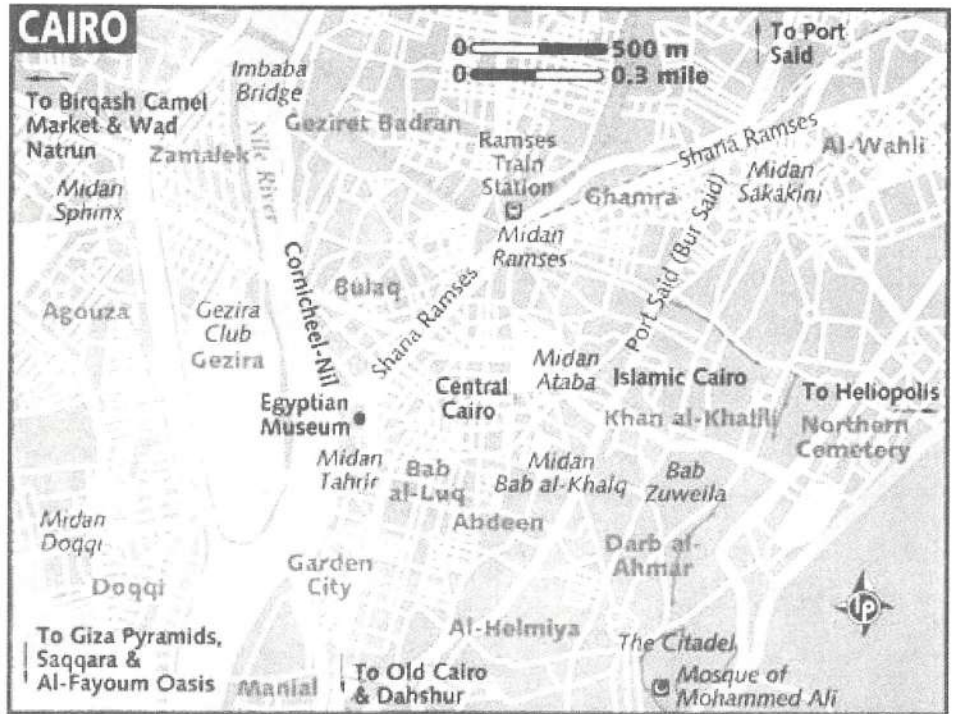 CAIRO
0 500 m
0 0.3 mile
To Port
Said
Imbaba
Bridge
To Birqash Camel
Market & Wad
Natrun
Nile River
Geziret Badran
Zamalek
Ramses
Train
Station
Sharia Ramses
Al-Wahli
Midan
Sphinx
Ghamra
Midan
Sakakini
Midan
Ramses
Cornicheel-Nil
Bulaq
Sharia Ramses
Port Said (Bur Said)
Agouza
Gezira
Club
Gezira
Midan
Ataba
Islamic Cairo
Central
Cairo
To Heliopolis
Egyptian
Museum
Khan al-Khalili
Northern
Cemetery
Midan
Tahrir
Bab
al-Luq
Midan
Bab al-Khalq
Bab
Zuweila
Abdeen
Midan
Doqqi
Doqqi
Garden
City
Darb al-
Ahmar
Al-Helmiya
The Citadel
To Giza Pyramids,
Saqqara &
Al-Fayoum Oasis
Manial
To Old Cairo
& Dahshur
Mosque of
Mohammed Ali
LP